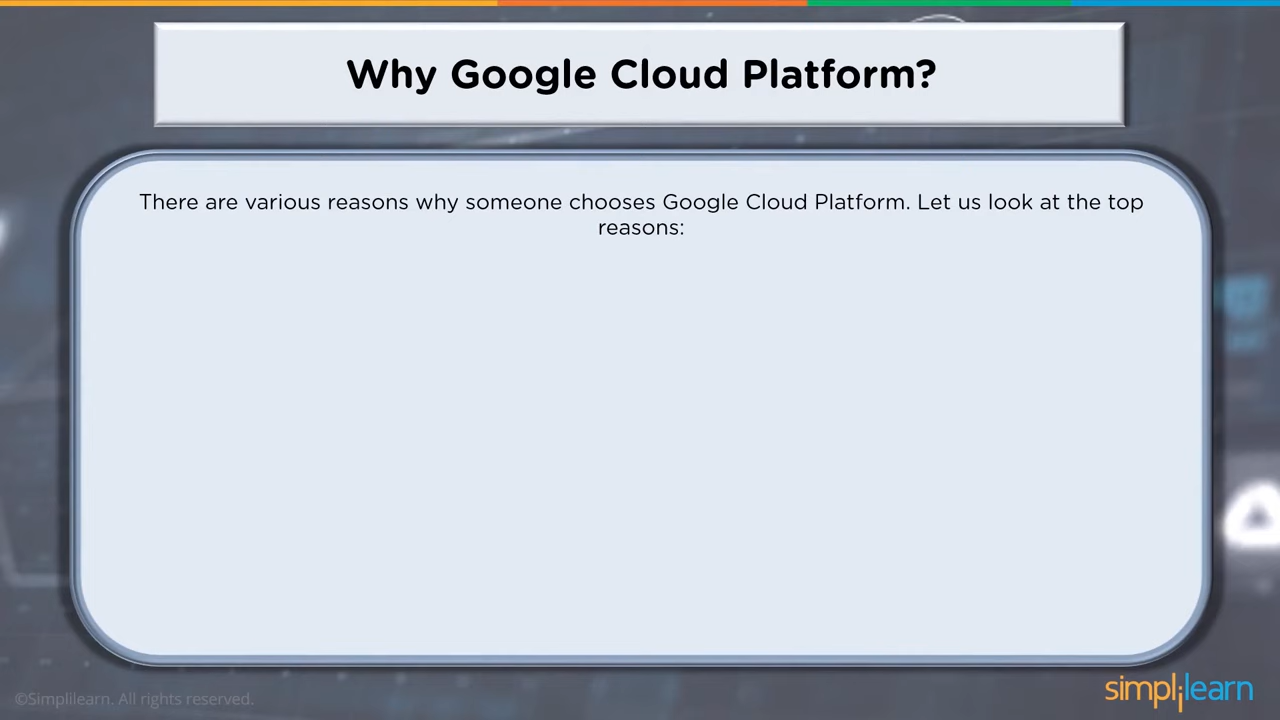 Why Google Cloud Platform?
There are various reasons why someone chooses Google Cloud Platform. Let us look at the top
reasons:
©Simplilearn. All rights reserved.
simplilearn